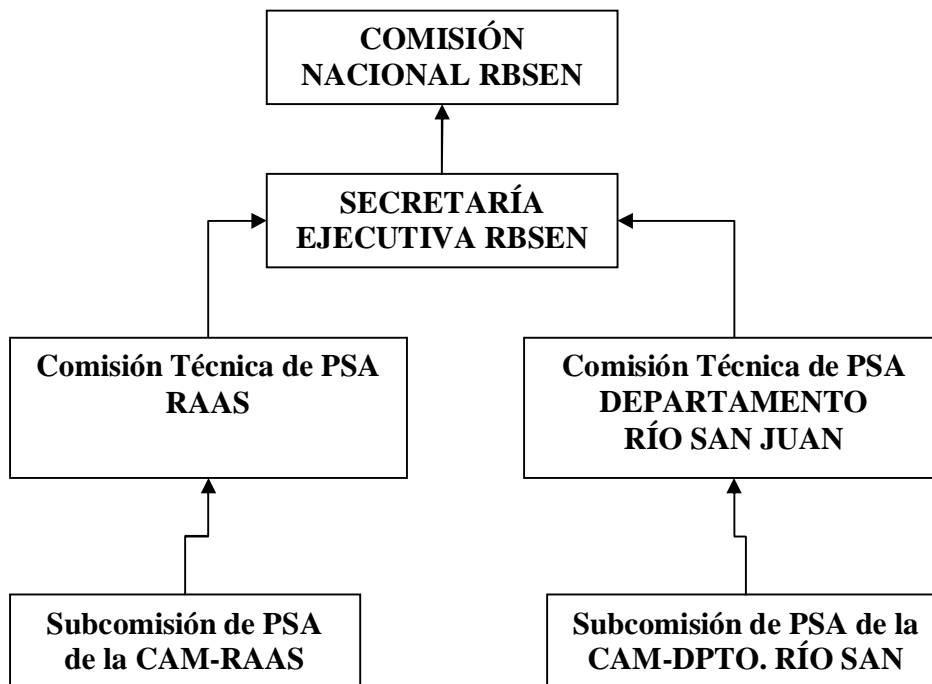 COMISIÓN
NACIONAL RBSEN
SECRETARÍA
EJECUTIVA RBSEN
Comisión Técnica de PSA
RAAS
Comisión Técnica de PSA
DEPARTAMENTO
RÍO SAN JUAN
Subcomisión de PSA
de la CAM-RAAS
Subcomisión de PSA de la
CAM-DPTO. RÍO SAN